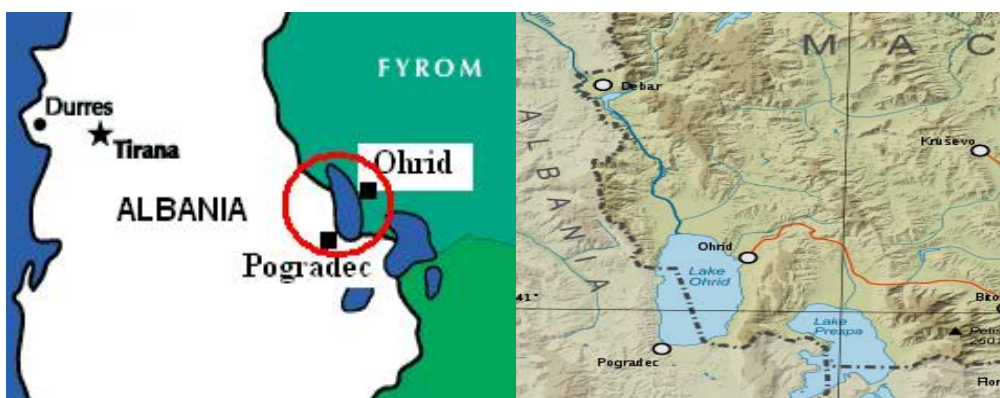 FYROM
Durres
Tirana
Ohrid
ALBANIA
Pogradec
M A C
Debar
Kruševo
ALBANIA
Ohrid
Lake
Ohrid
41°
Lake
Prespa
Pogradec